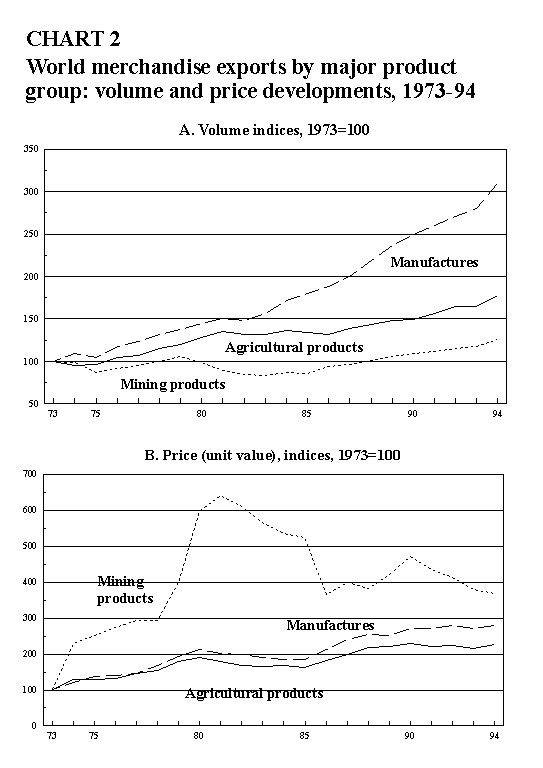 CHART 2
World merchandise exports by major product
group: volume and price developments, 1973-94
A. Volume indices, 1973=100
350
300
250
200
150
100
50
Manufactures
Agricultural products
Mining products
73 75 80 85 90 94
B. Price (unit value), indices, 1973=100
700
600
500
400
300
200
100
0
Mining
products
Manufactures
Agricultural products
73 75 80 85 90 94